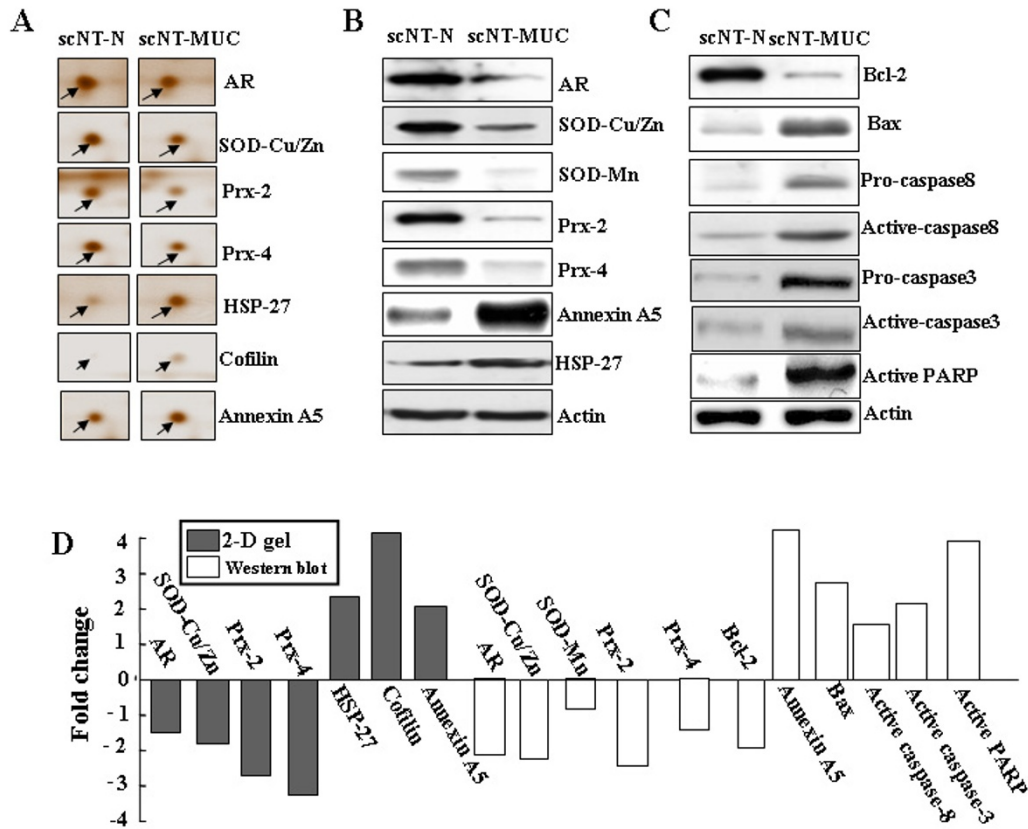 A
scNT-N scNT-MUC
AR
SOD-Cu/Zn
Prx-2
Prx-4
HSP-27
Cofilin
Annexin A5
B
scNT-N scNT-MUC
AR
SOD-Cu/Zn
SOD-Mn
Prx-2
Prx-4
Annexin A5
HSP-27
Actin
C
scNT-N scNT-MUC
Bcl-2
Bax
Pro-caspase8
Active-caspase8
Pro-caspase3
Active-caspase3
Active PARP
Actin
D
2-D gel
Western blot
Fold change
4
3
2
1
0
0
-1
-2
-3
-4
AR
SOD-Cu/Zn
Prx-2
Prx-4
HSP-27
Cofilin
Annexin A5
AR
SOD-Cu/Zn
SOD-Mn
Prx-2
Prx-4
Bcl-2
Annexin A5
Bax
Active caspase-8
Active caspase-3
Active PARP